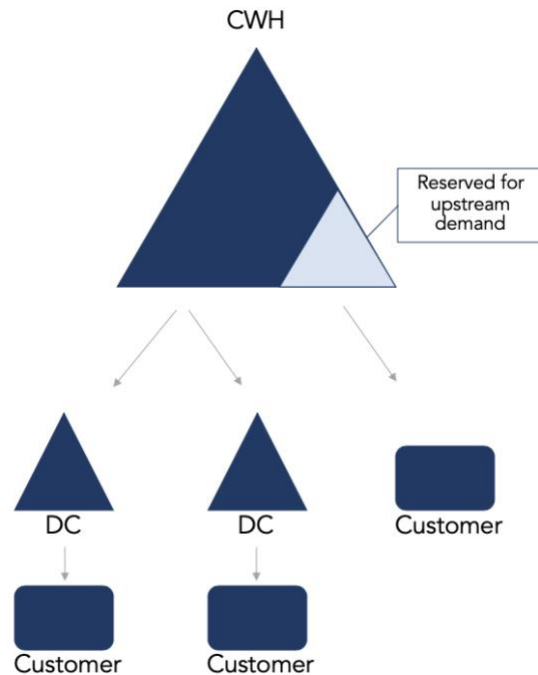 CWH
Reserved for
upstream
demand
DC
DC
Customer
Customer
Customer